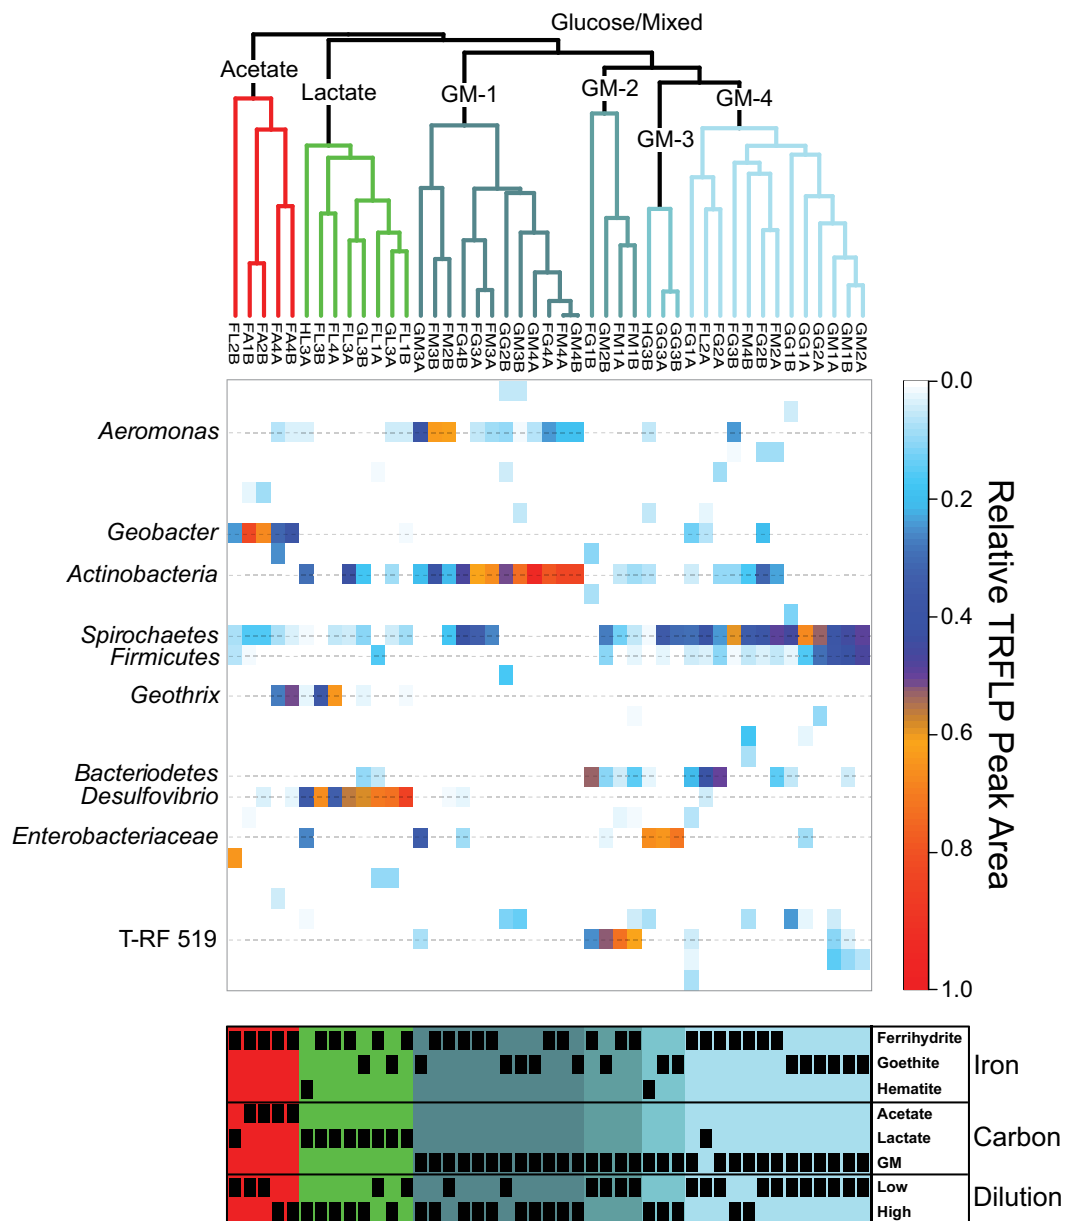 Glucose/Mixed
Acetate
Lactate
GM-1
GM-2
GM-3
GM-4
FL2B FA1B FA2B FA4A FA4B HL3A FL3B FL4A FL3A GL3B FL1A GL3A FL1B GM3A FM3B FM2B FG4B FG3A FM3A GG2B GM3B GM4A FG4A FM4A GM4B FG1B GM2B FM1A FM1B HG3B GG3A GG3B FG1A FL2A FG2A FG3B FM4B FG2B FM2A GG1B GG1A GG2A GM1A GM1B GM2A
Aeromonas
Geobacter
Actinobacteria
Spirochaetes
Firmicutes
Geothrix
Bacteriodetes
Desulfovibrio
Enterobacteriaceae
T-RF 519
0.0
0.2
0.4
0.6
0.8
1.0
Relative TRFLP Peak Area
Ferrihydrite
Goethite
Hematite
Iron
Acetate
Lactate
GM
Carbon
Low
High
Dilution